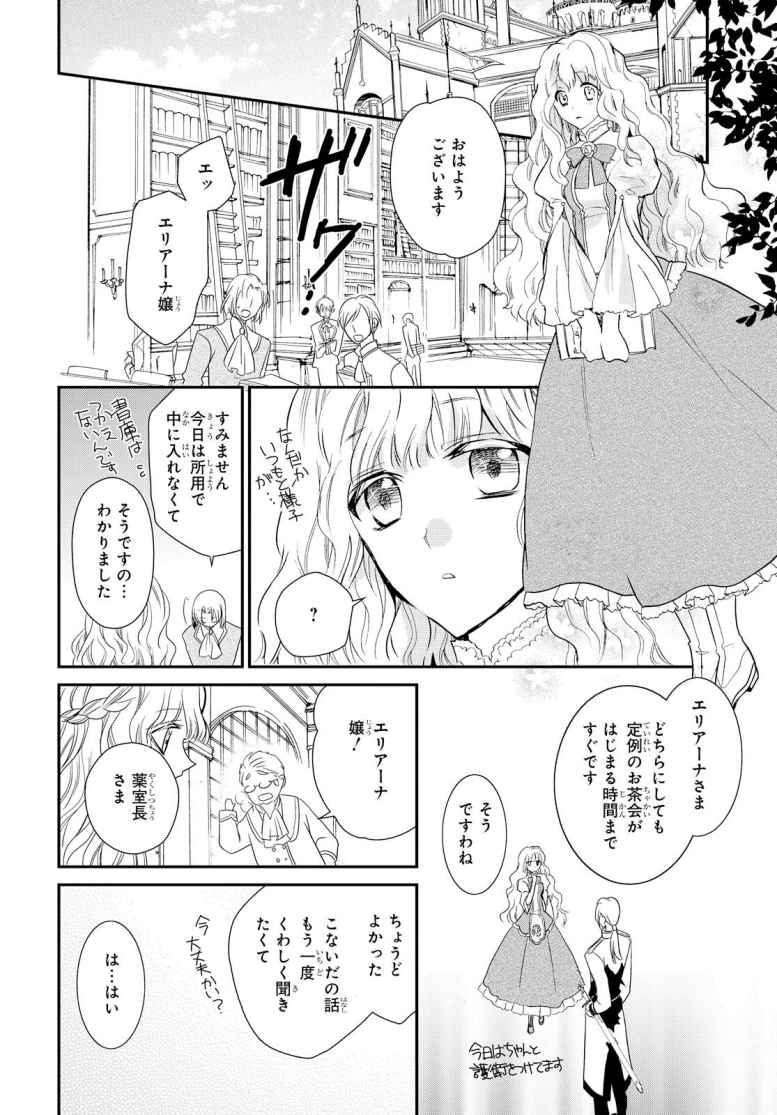 おはよう
ございます
ギクッ!
エッ
エリアーナ嬢
なんだか
いつもと様子
が…
?
すみません
今日は所用で
中に入れなくて
書庫は
つかえ
ないんです
そうですの…
わかりました
エリアーナさま
どちらにしても
定例のお茶会が
はじまる時間まで
すぐです
そう
ですわね
今日はちゃんと
護衛をつけてます
エリアーナ
嬢!
薬室長
さま
ちょうど
よかった
こないだの話
もう一度
くわしく聞き
たくて
今大丈夫かい?
は…はい